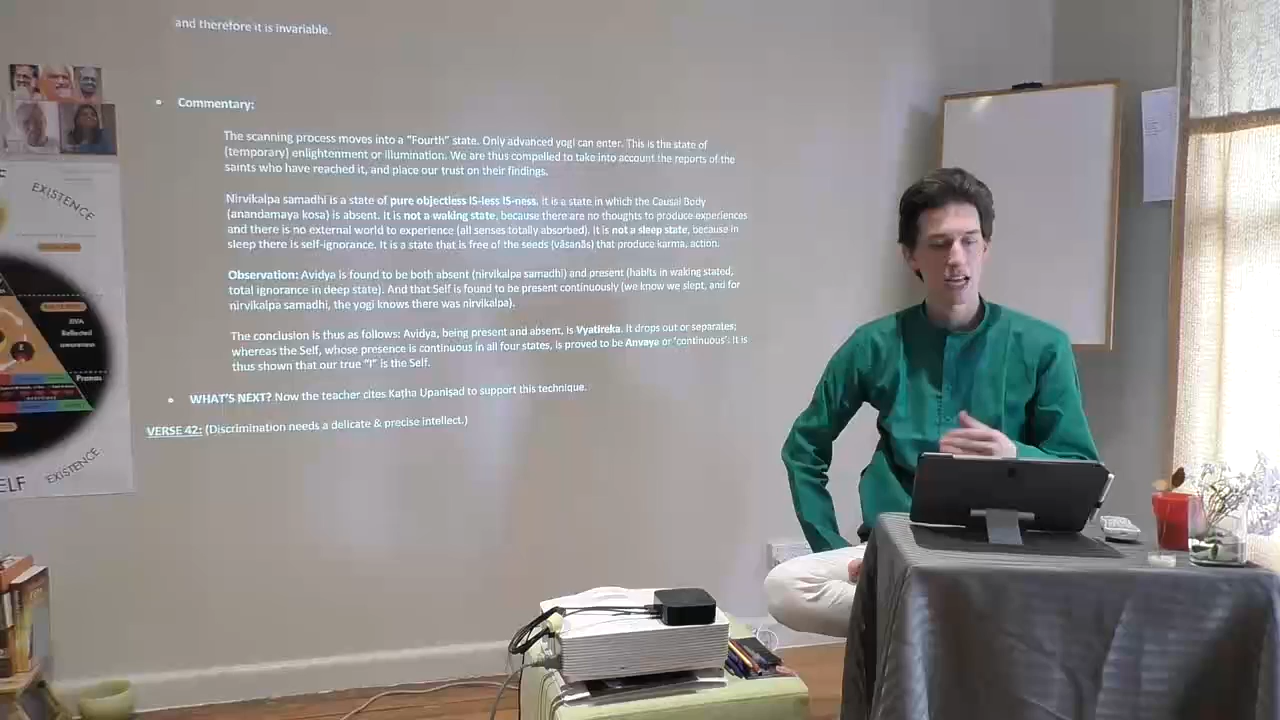 and therefore it is invariable.
Commentary:
The scanning process moves into a "Fourth" state. Only advanced yogi can enter. This is the state of
(temporary) enlightenment or illumination. We are thus compelled to take into account the reports of the
saints who have reached it, and place our trust on their findings.
Nirvikalpa samadhi is a state of pure objectless IS-less IS-ness. It is a state in which the Causal Body
(anandamaya kosa) is absent. It is not a waking state, because there are no thoughts to produce experiences
and there is no external world to experience (all senses totally absorbed). It is not a sleep state, because in
sleep there is self-ignorance. It is a state that is free of the seeds (vāsanās) that produce karma, action.
Observation: Avidya is found to be both absent (nirvikalpa samadhi) and present (habits in waking stated,
total ignorance in deep state). And that Self is found to be present continuously (we know we slept, and for
nirvikalpa samadhi, the yogi knows there was nirvikalpa).
The conclusion is thus as follows: Avidya, being present and absent, is Vyatireka. It drops out or separates;
whereas the Self, whose presence is continuous in all four states, is proved to be Anvaye or 'continuous'. It is
thus shown that our true "I" is the Self.
WHAT'S NEXT? Now the teacher cites Kaṭha Upaniṣad to support this technique.
VERSE 42: (Discrimination needs a delicate & precise intellect.)
EXISTENCE
JIVA
Reflected
Pranas
EXISTENCE
ELF